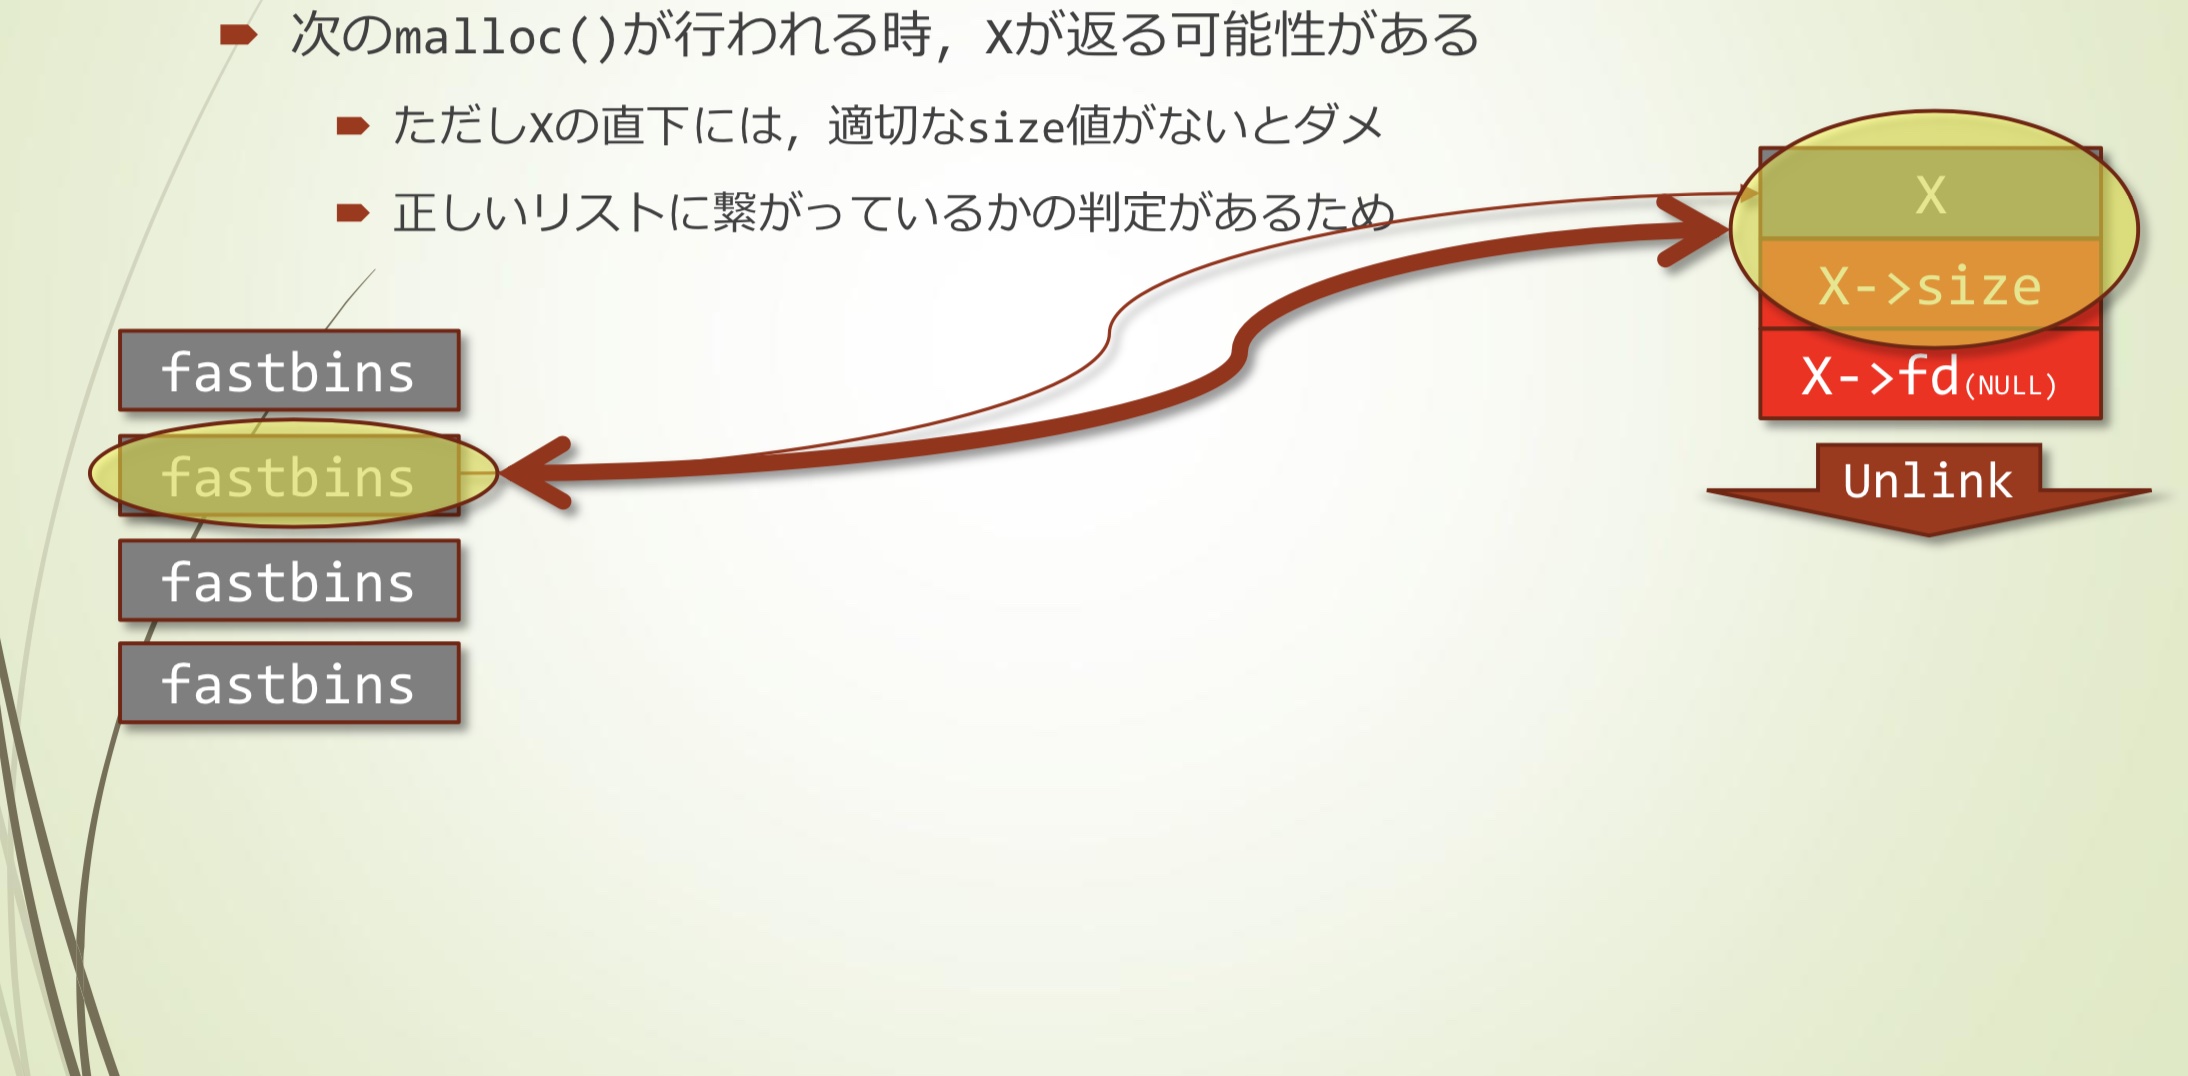 次のmalloc()が行われる時，Xが返る可能性がある
ただしXの直下には，適切なsize値がないとダメ
正しいリストに繋がっているかの判定があるため
X
X->size
X->fd(NULL)
Unlink
fastbins
fastbins
fastbins
fastbins